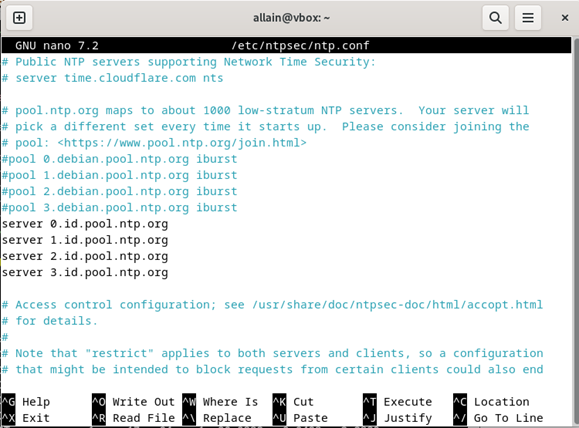 allain@vbox: ~
GNU nano 7.2 /etc/ntpsec/ntp.conf
# Public NTP servers supporting Network Time Security:
# server time.cloudflare.com nts
# pool.ntp.org maps to about 1000 low-stratum NTP servers.  Your server will
# pick a different set every time it starts up.  Please consider joining the
# pool: <https://www.pool.ntp.org/join.html>
#pool 0.debian.pool.ntp.org iburst
#pool 1.debian.pool.ntp.org iburst
#pool 2.debian.pool.ntp.org iburst
#pool 3.debian.pool.ntp.org iburst
server 0.id.pool.ntp.org
server 1.id.pool.ntp.org
server 2.id.pool.ntp.org
server 3.id.pool.ntp.org
# Access control configuration; see /usr/share/doc/ntpsec-doc/html/accopt.html
# for details.
#
# Note that "restrict" applies to both servers and clients, so a configuration
# that might be intended to block requests from certain clients could also end
^G Help ^O Write Out ^W Where Is ^K Cut ^T Execute ^C Location
^X Exit ^R Read File ^\ Replace ^U Paste ^J Justify ^/ Go To Line